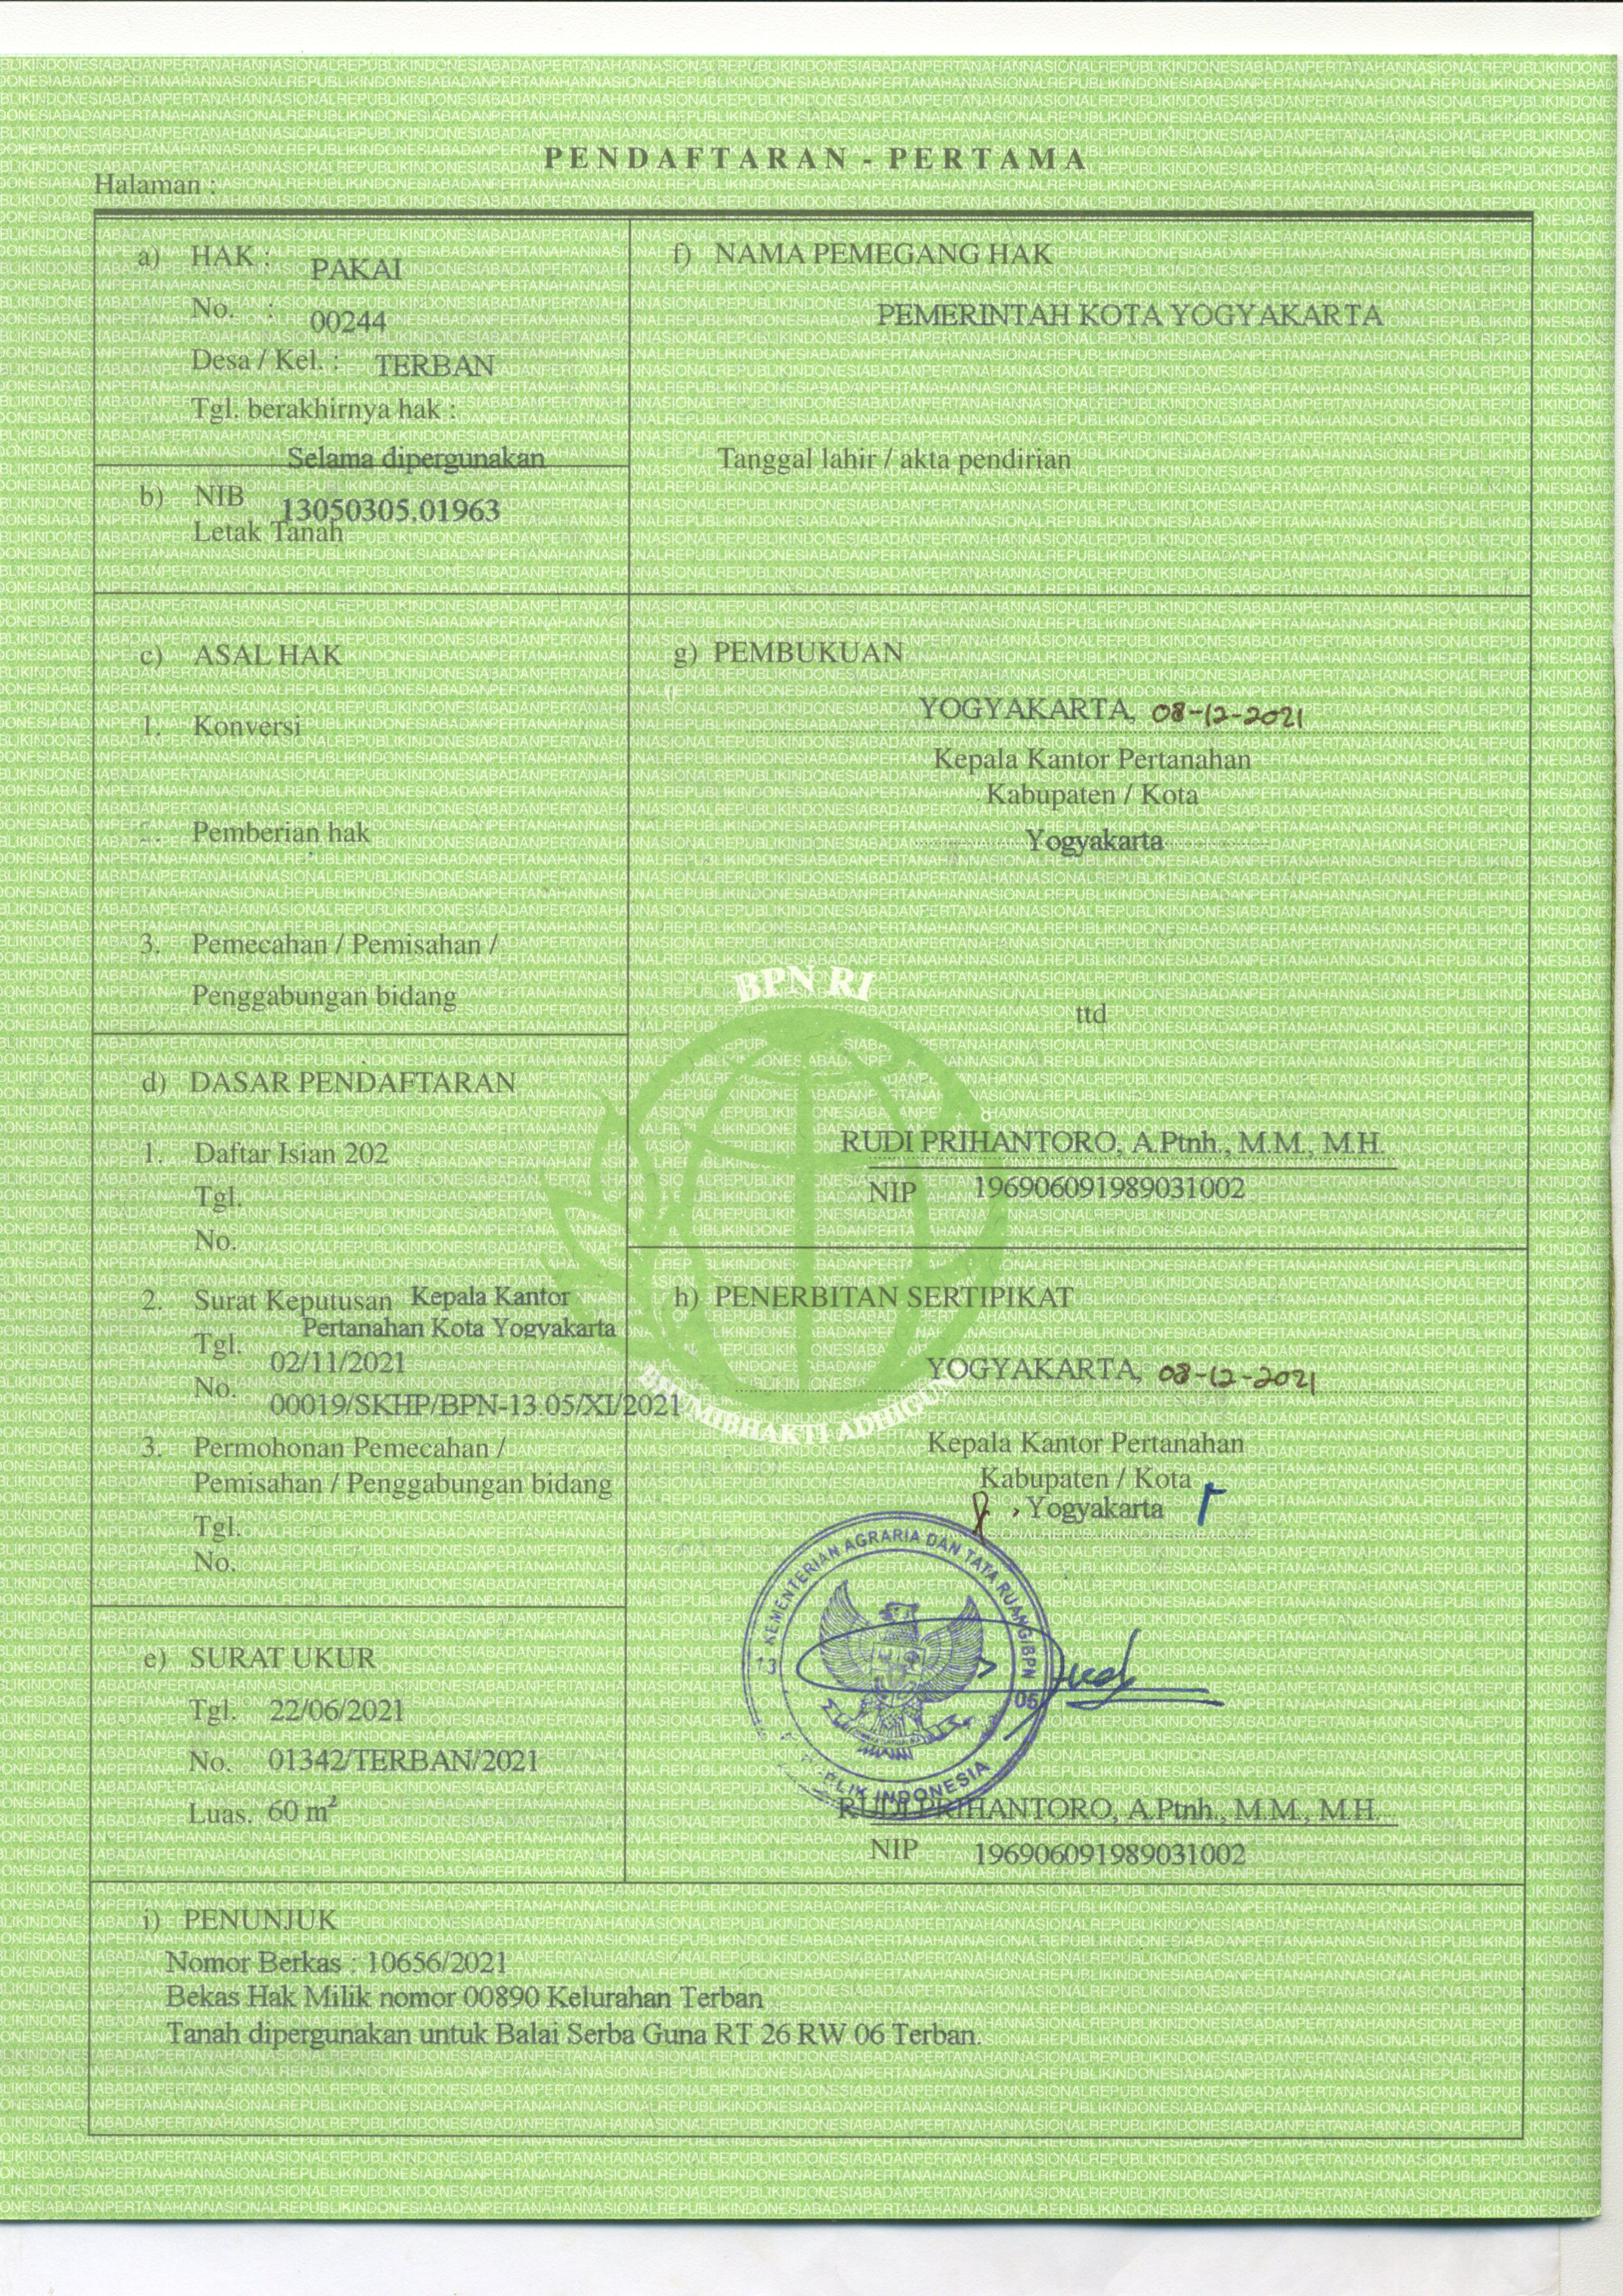 PENDAFTARAN - PERTAMA
Halaman :
a) HAK : PAKAI
No. : 00244
Desa / Kel. : TERBAN
Tgl. berakhirnya hak :
Selama dipergunakan
b) NIB 13050305.01963
Letak Tanah
c) ASAL HAK
1. Konversi
2. Pemberian hak
3. Pemecahan / Pemisahan /
Penggabungan bidang
d) DASAR PENDAFTARAN
1. Daftar Isian 202
Tgl.
No.
2. Surat Keputusan Kepala Kantor
Pertanahan Kota Yogyakarta
Tgl. 02/11/2021
No. 00019/SKHP/BPN-13.05/XI/2021
3. Permohonan Pemecahan /
Pemisahan / Penggabungan bidang
Tgl.
No.
e) SURAT UKUR
Tgl. 22/06/2021
No. 01342/TERBAN/2021
Luas. 60 m²
f) NAMA PEMEGANG HAK
PEMERINTAH KOTA YOGYAKARTA
Tanggal lahir / akta pendirian
g) PEMBUKUAN
YOGYAKARTA, 08-12-2021
Kepala Kantor Pertanahan
Kabupaten / Kota
Yogyakarta
ttd
RUDI PRIHANTORO, A.Ptnh., M.M., M.H.
NIP 196906091989031002
BPN RI
BHUMIBHAKTI ADHIGUNA
h) PENERBITAN SERTIPIKAT
YOGYAKARTA, 08-12-2021
Kepala Kantor Pertanahan
Kabupaten / Kota
Yogyakarta
KEMENTERIAN AGRARIA DAN TATA RUANG/BPN
13
05
BLIK INDONESIA
RUDI PRIHANTORO, A.Ptnh., M.M., M.H.
NIP 196906091989031002
i) PENUNJUK
Nomor Berkas : 10656/2021
Bekas Hak Milik nomor 00890 Kelurahan Terban
Tanah dipergunakan untuk Balai Serba Guna RT 26 RW 06 Terban.